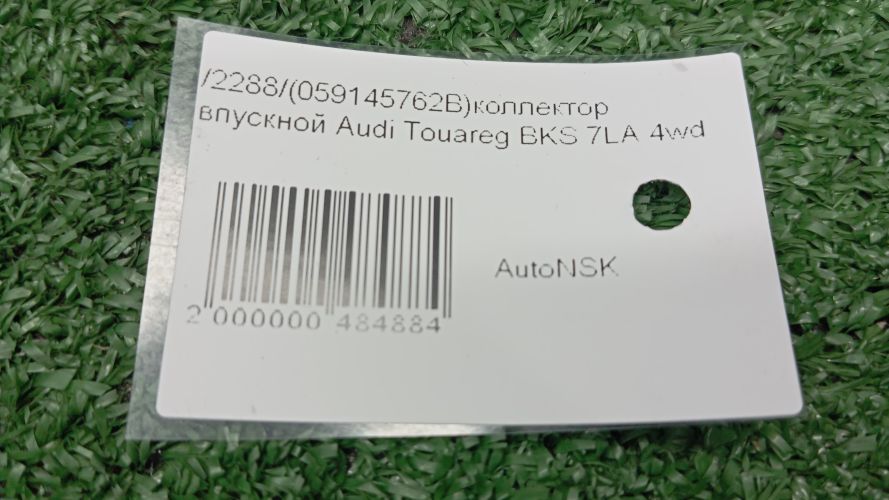 /2288/(059145762B)коллектор
впускной Audi Touareg BKS 7LA 4wd
AutoNSK
2 000000 484884